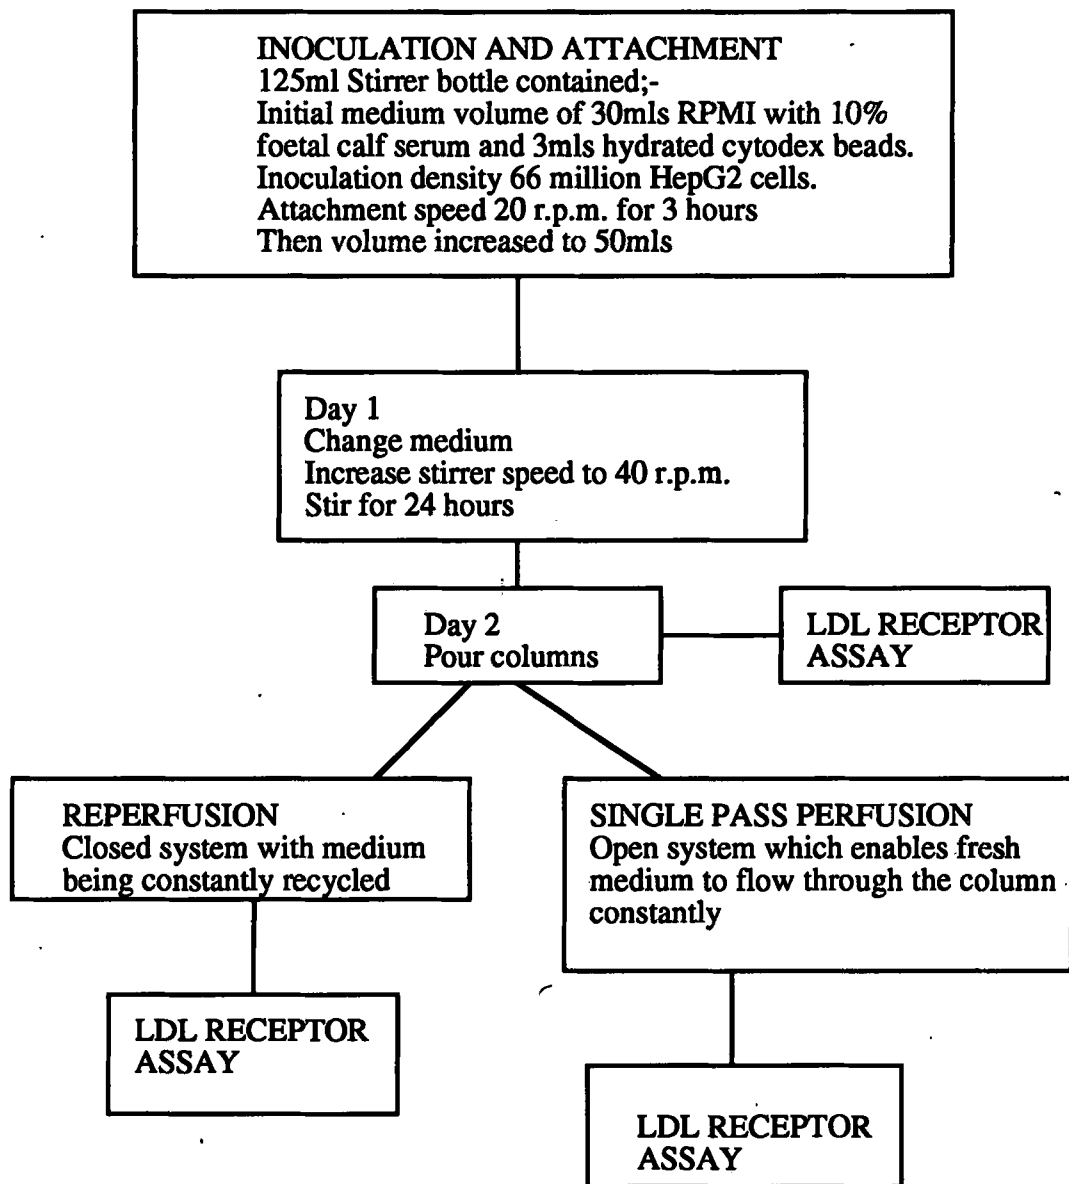 INOCULATION AND ATTACHMENT
125ml Stirrer bottle contained;-
Initial medium volume of 30mls RPMI with 10%
foetal calf serum and 3mls hydrated cytodex beads.
Inoculation density 66 million HepG2 cells.
Attachment speed 20 r.p.m. for 3 hours
Then volume increased to 50mls
Day 1
Change medium
Increase stirrer speed to 40 r.p.m.
Stir for 24 hours
Day 2
Pour columns
LDL RECEPTOR
ASSAY
REPERFUSION
Closed system with medium
being constantly recycled
SINGLE PASS PERFUSION
Open system which enables fresh
medium to flow through the column
constantly
LDL RECEPTOR
ASSAY
LDL RECEPTOR
ASSAY